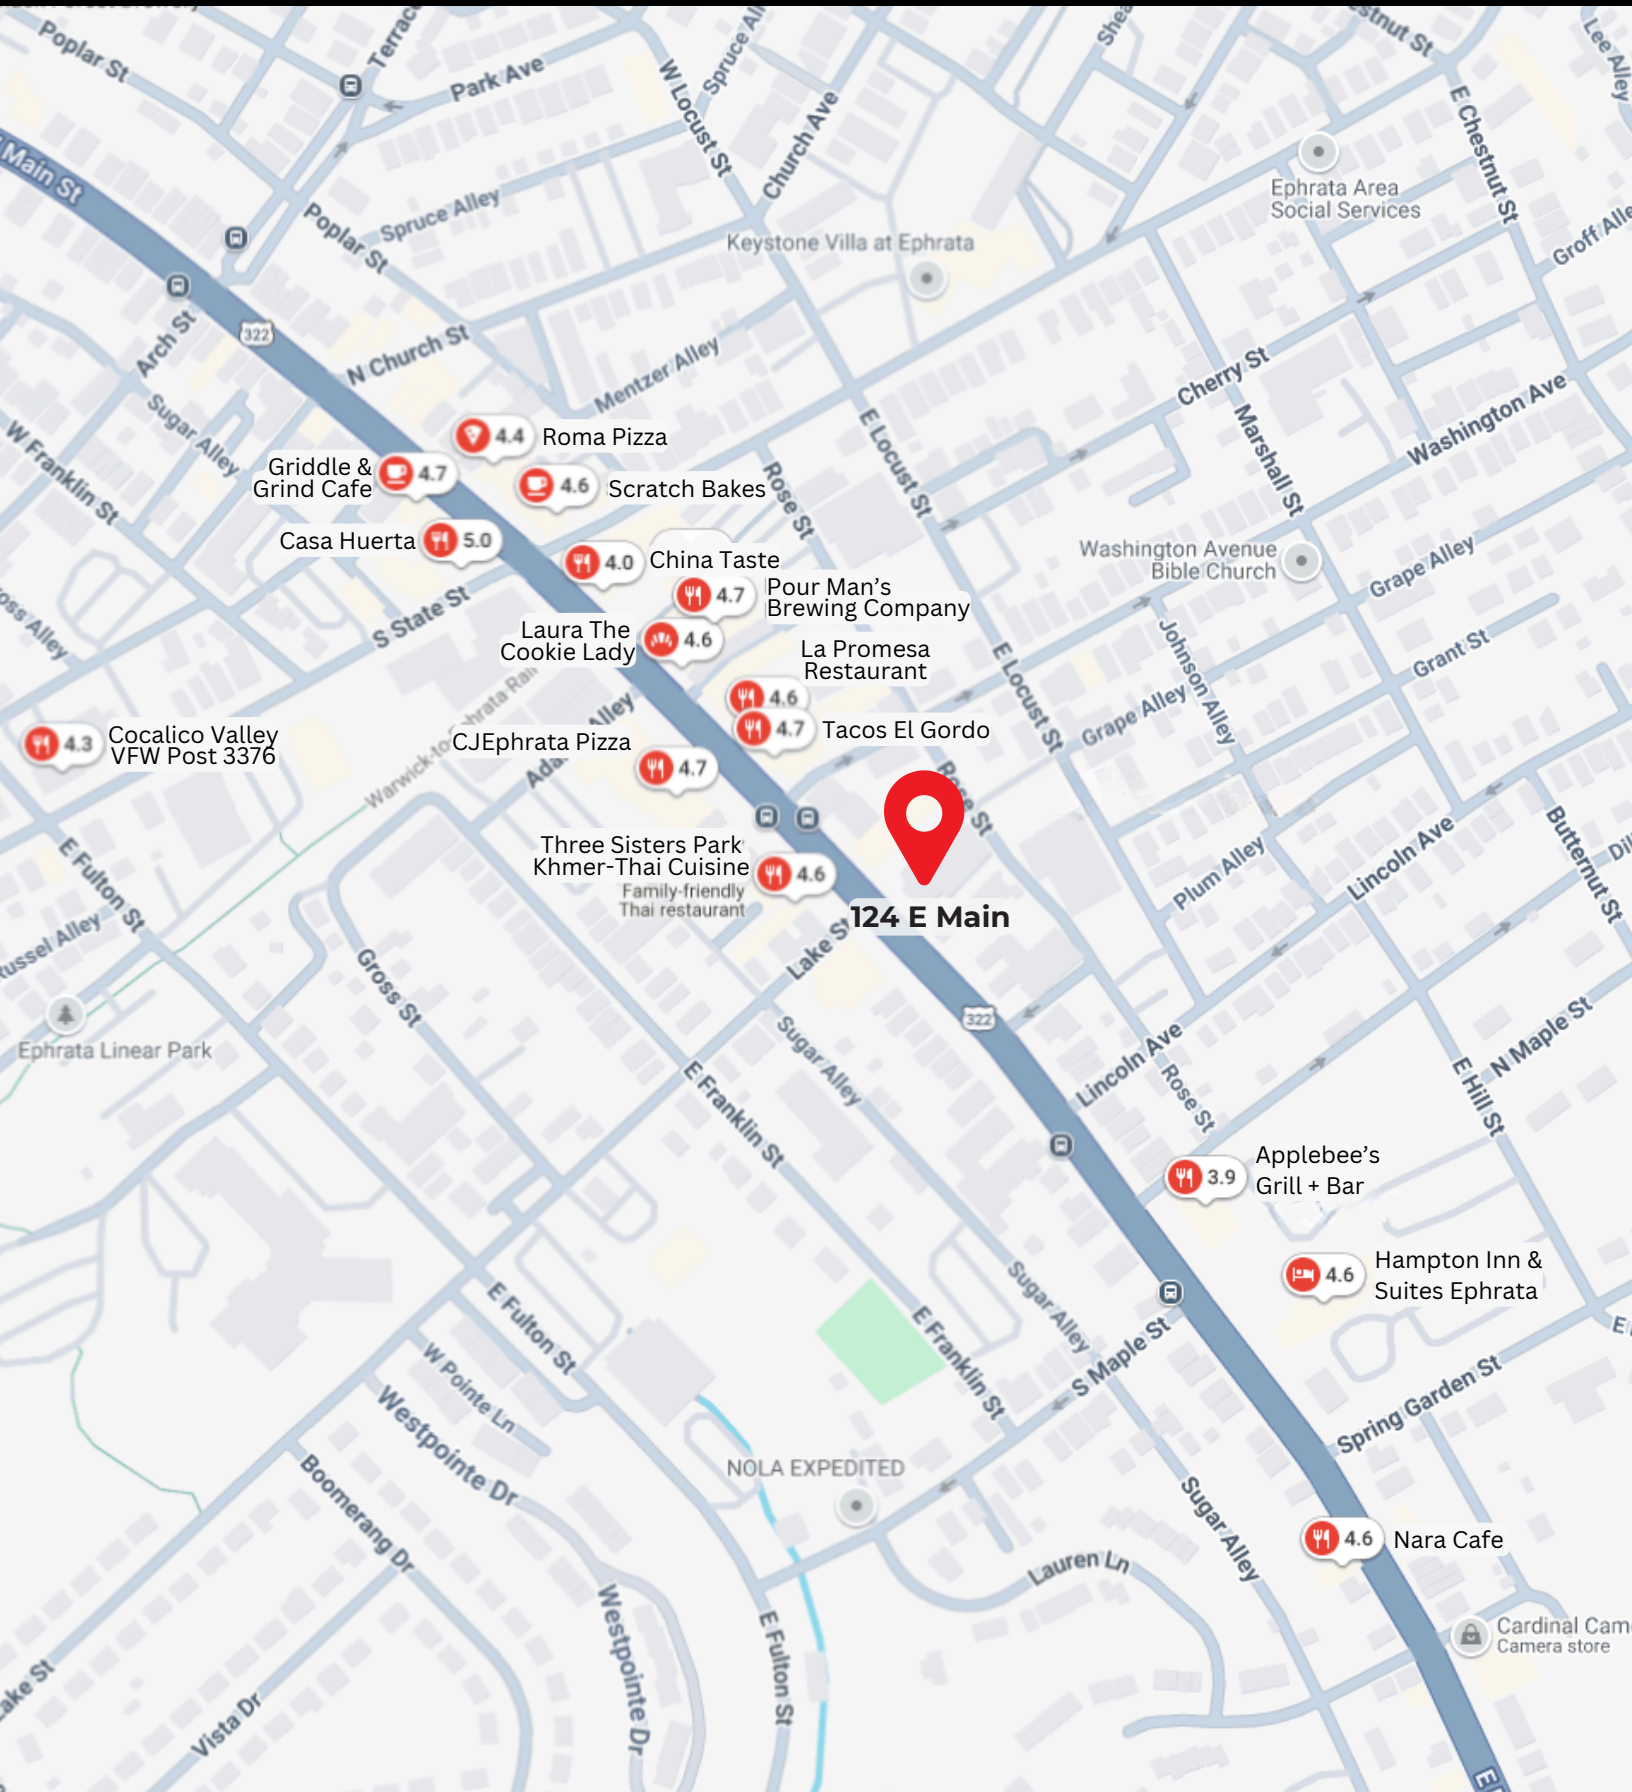 Poplar St
Terrace
Park Ave
W Locust St
Spruce Alley
Church Ave
Chestnut St
Lee Alley
E Chestnut St
Main St
Ephrata Area
Social Services
Groff Alley
Spruce Alley
Poplar St
Keystone Villa at Ephrata
322
Arch St
N Church St
Mentzer Alley
Sugar Alley
W Franklin St
Cherry St
Marshall St
Washington Ave
E Locust St
Rose St
4.4 Roma Pizza
Griddle &
Grind Cafe
4.7
4.6 Scratch Bakes
Casa Huerta 5.0
4.0 China Taste
4.7 Pour Man's
Brewing Company
Washington Avenue
Bible Church
Grape Alley
S State St
Laura The
Cookie Lady
4.6
La Promesa
Restaurant
4.6
4.7 Tacos El Gordo
E Locust St
Johnson Alley
Grape Alley
Grant St
4.3 Cocalico Valley
VFW Post 3376
CJEphrata Pizza
4.7
Rose St
124 E Main
Three Sisters Park
Khmer-Thai Cuisine
Family-friendly
Thai restaurant
4.6
Lake St
Plum Alley
Lincoln Ave
Butternut St
E Fulton St
Russel Alley
Gross St
Ephrata Linear Park
322
Sugar Alley
E Franklin St
Lincoln Ave
Rose St
E Hill St
N Maple St
3.9 Applebee's
Grill + Bar
4.6 Hampton Inn &
Suites Ephrata
E Fulton St
Sugar Alley
E Franklin St
S Maple St
Spring Garden St
W Pointe Ln
Westpointe Dr
Boomerang Dr
NOLA EXPEDITED
Sugar Alley
4.6 Nara Cafe
Lauren Ln
Westpointe Dr
E Fulton St
Cardinal Cam
Camera store
Lake St
Vista Dr